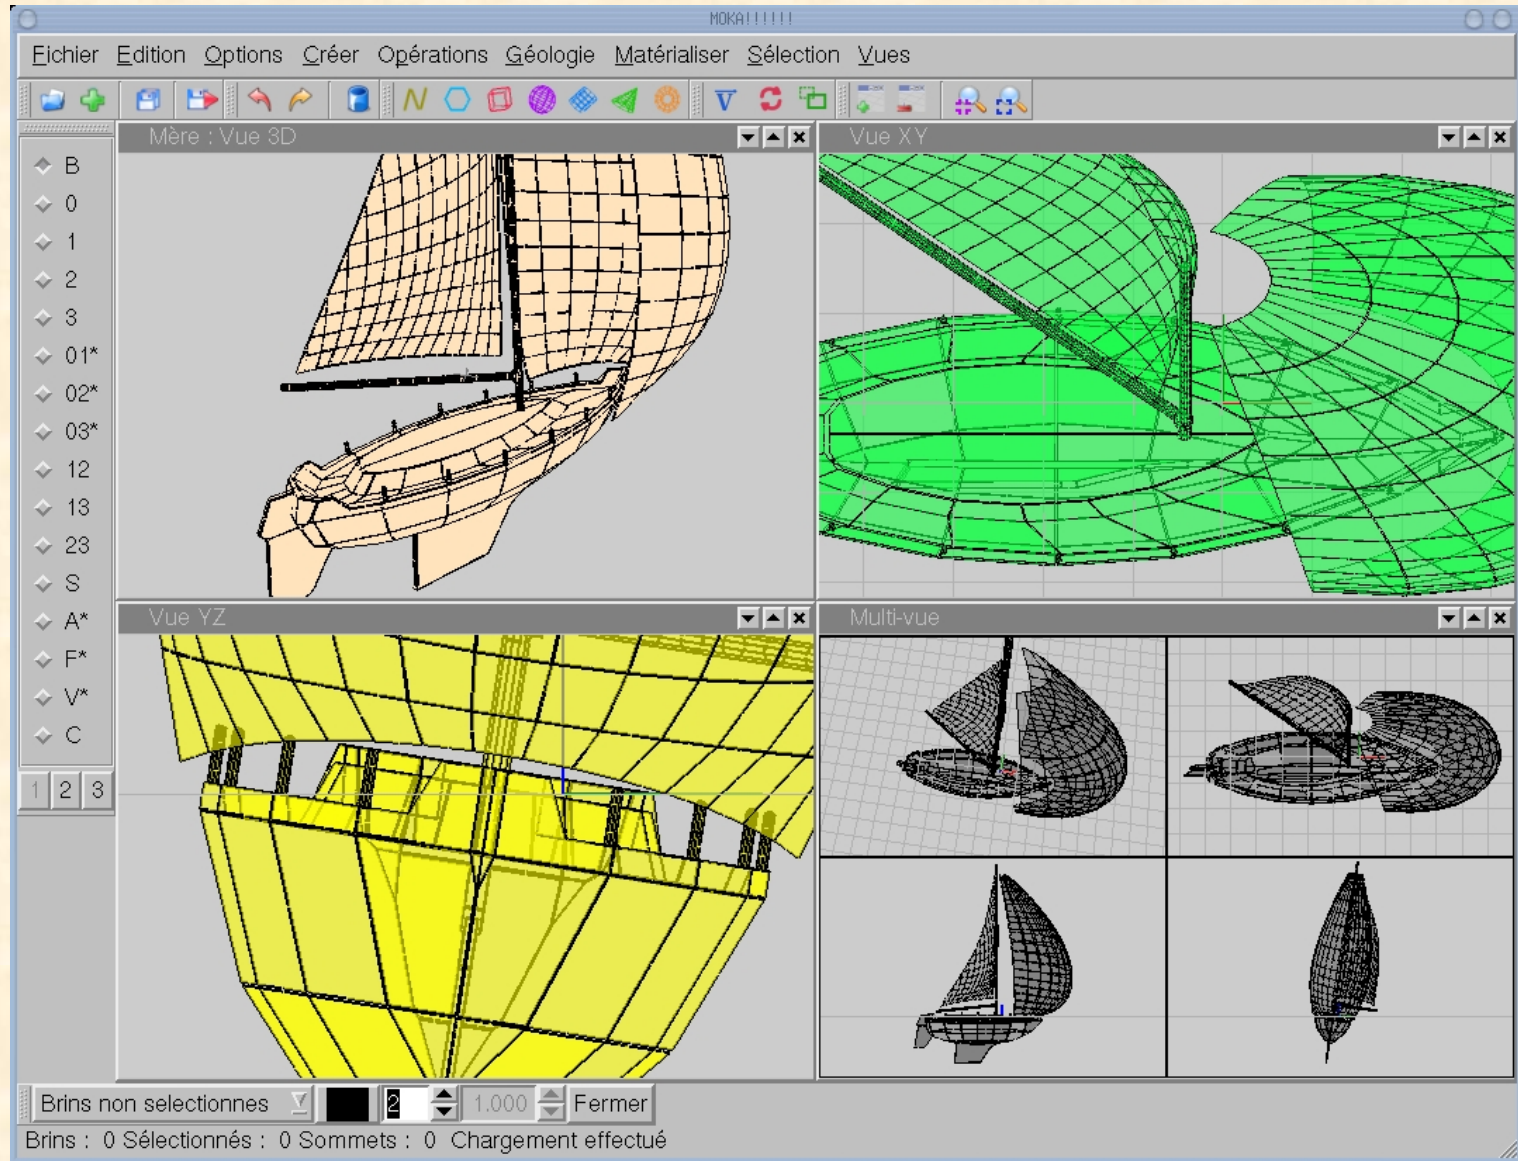 MOKA!!!!!!
Fichier Edition Options Créer Opérations Géologie Matérialiser Sélection Vues
Mère : Vue 3D
Vue XY
B
0
1
2
3
01*
02*
03*
12
13
23
S
A*
F*
V*
C
1 2 3
Vue YZ
Multi-vue
Brins non selectionnes 2 1.000 Fermer
Brins : 0 Sélectionnés : 0 Sommets : 0 Chargement effectué